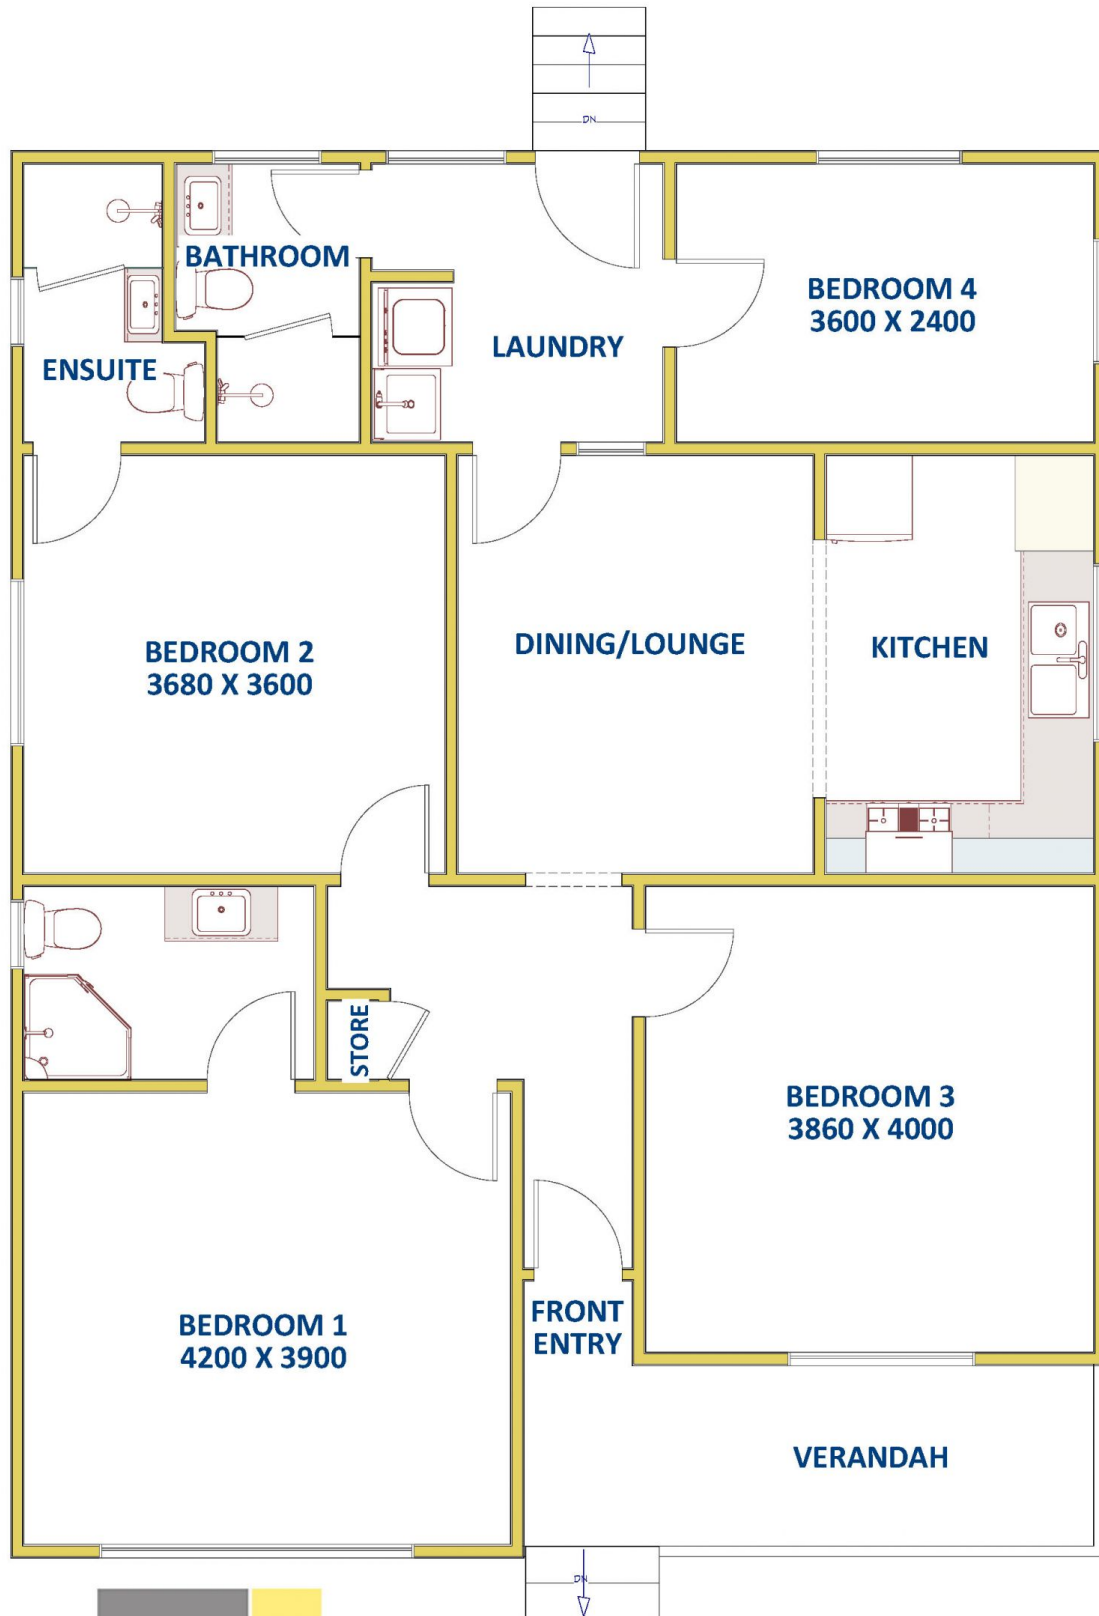 DN
BATHROOM
BEDROOM 4
3600 X 2400
LAUNDRY
ENSUITE
BEDROOM 2
3680 X 3600
DINING/LOUNGE
KITCHEN
STORE
BEDROOM 3
3860 X 4000
FRONT
ENTRY
BEDROOM 1
4200 X 3900
VERANDAH
DN